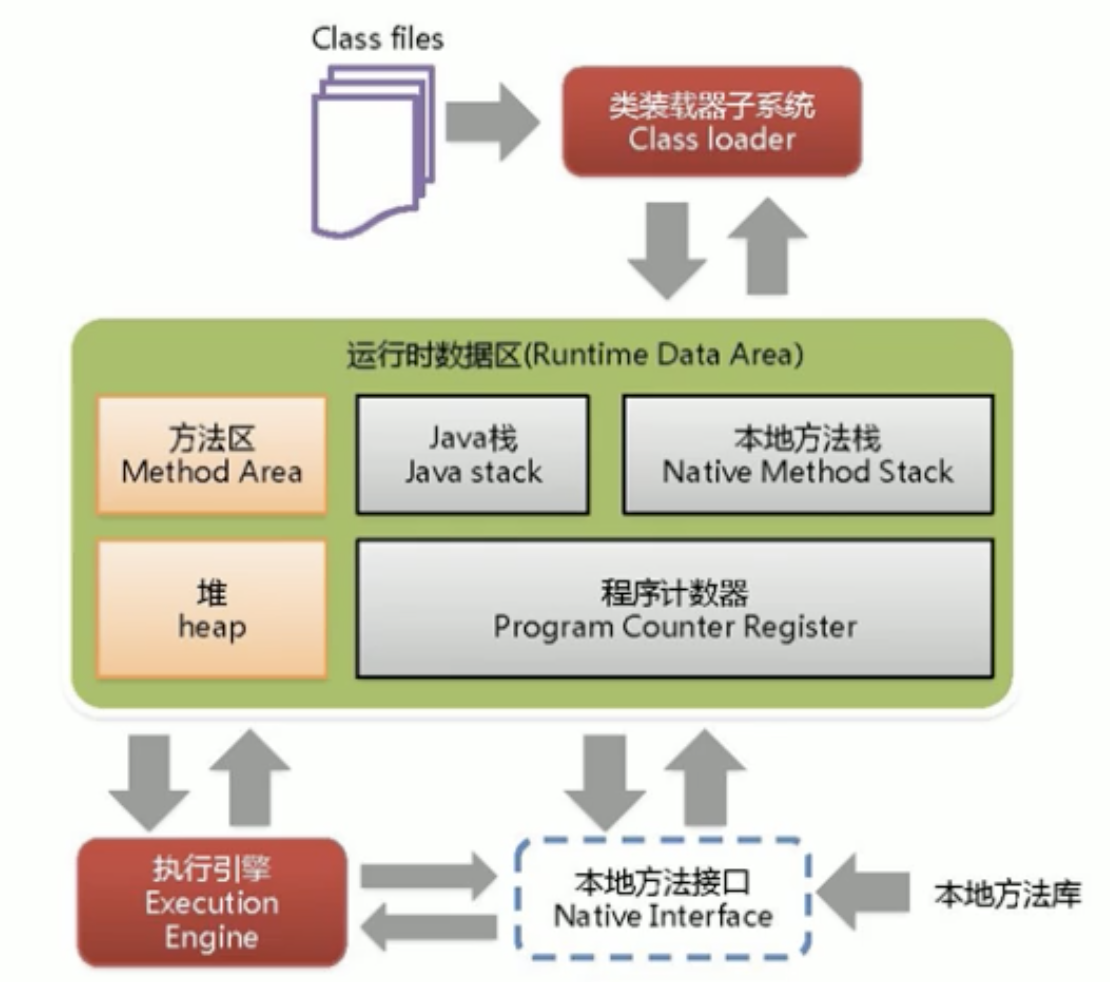 Class files
类装载器子系统
Class loader
运行时数据区(Runtime Data Area)
方法区
Method Area
Java栈
Java stack
本地方法栈
Native Method Stack
堆
heap
程序计数器
Program Counter Register
执行引擎
Execution
Engine
本地方法接口
Native Interface
本地方法库